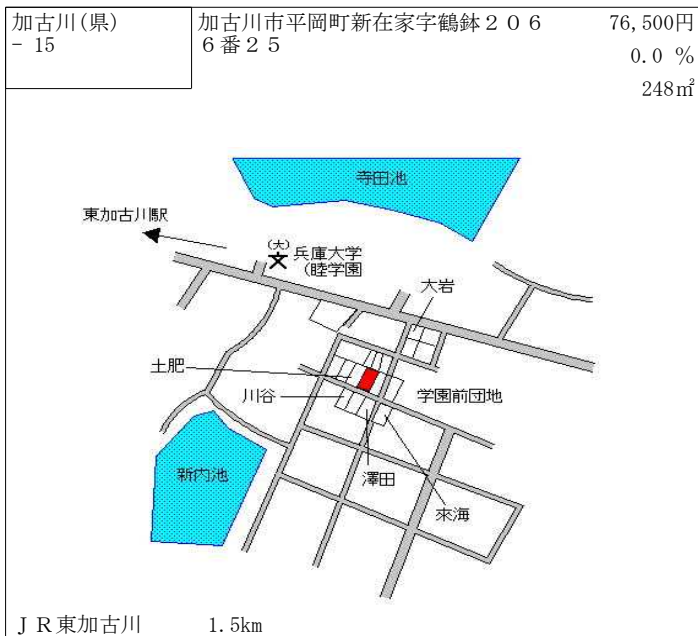 加古川(県)
- 15
加古川市平岡町新在家字鶴鉢２０６
６番２５
76,500円
0.0 %
248㎡
寺田池
東加古川駅
(大)
文
兵庫大学
(睦学園
大岩
土肥
川谷
学園前団地
新内池
澤田
來海
ＪＲ東加古川 1.5km